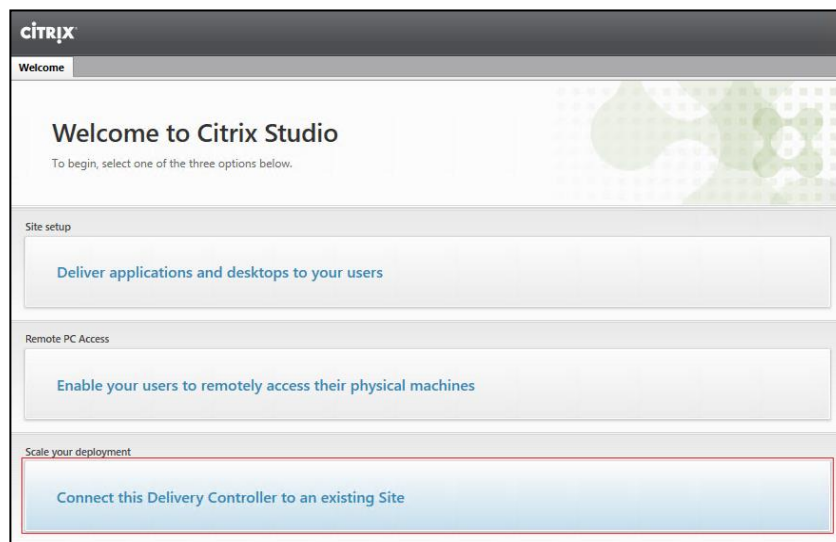 CİTRIX
Welcome
Welcome to Citrix Studio
To begin, select one of the three options below.
Site setup
Deliver applications and desktops to your users
Remote PC Access
Enable your users to remotely access their physical machines
Scale your deployment
Connect this Delivery Controller to an existing Site